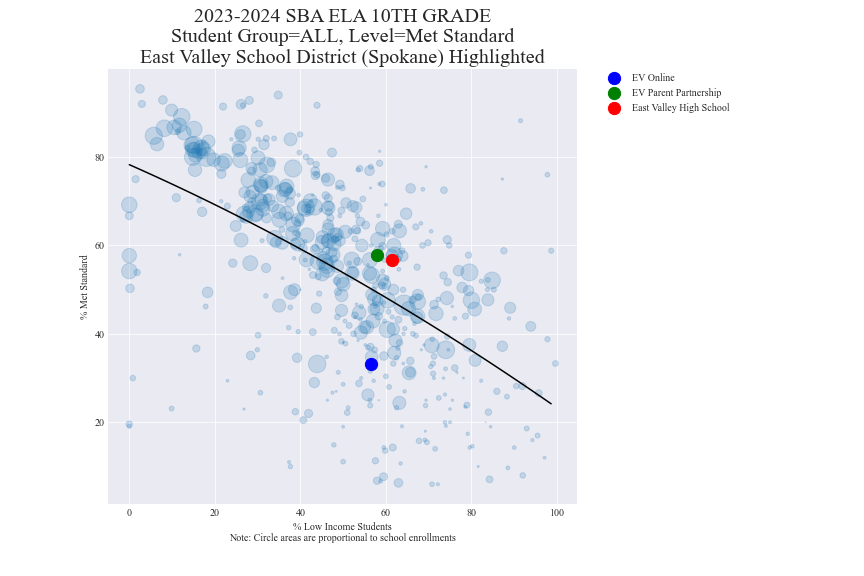 2023-2024 SBA ELA 10TH GRADE
Student Group=ALL, Level=Met Standard
East Valley School District (Spokane) Highlighted
EV Online
EV Parent Partnership
East Valley High School
% Met Standard
80
60
40
20
0 20 40 60 80 100
% Low Income Students
Note: Circle areas are proportional to school enrollments